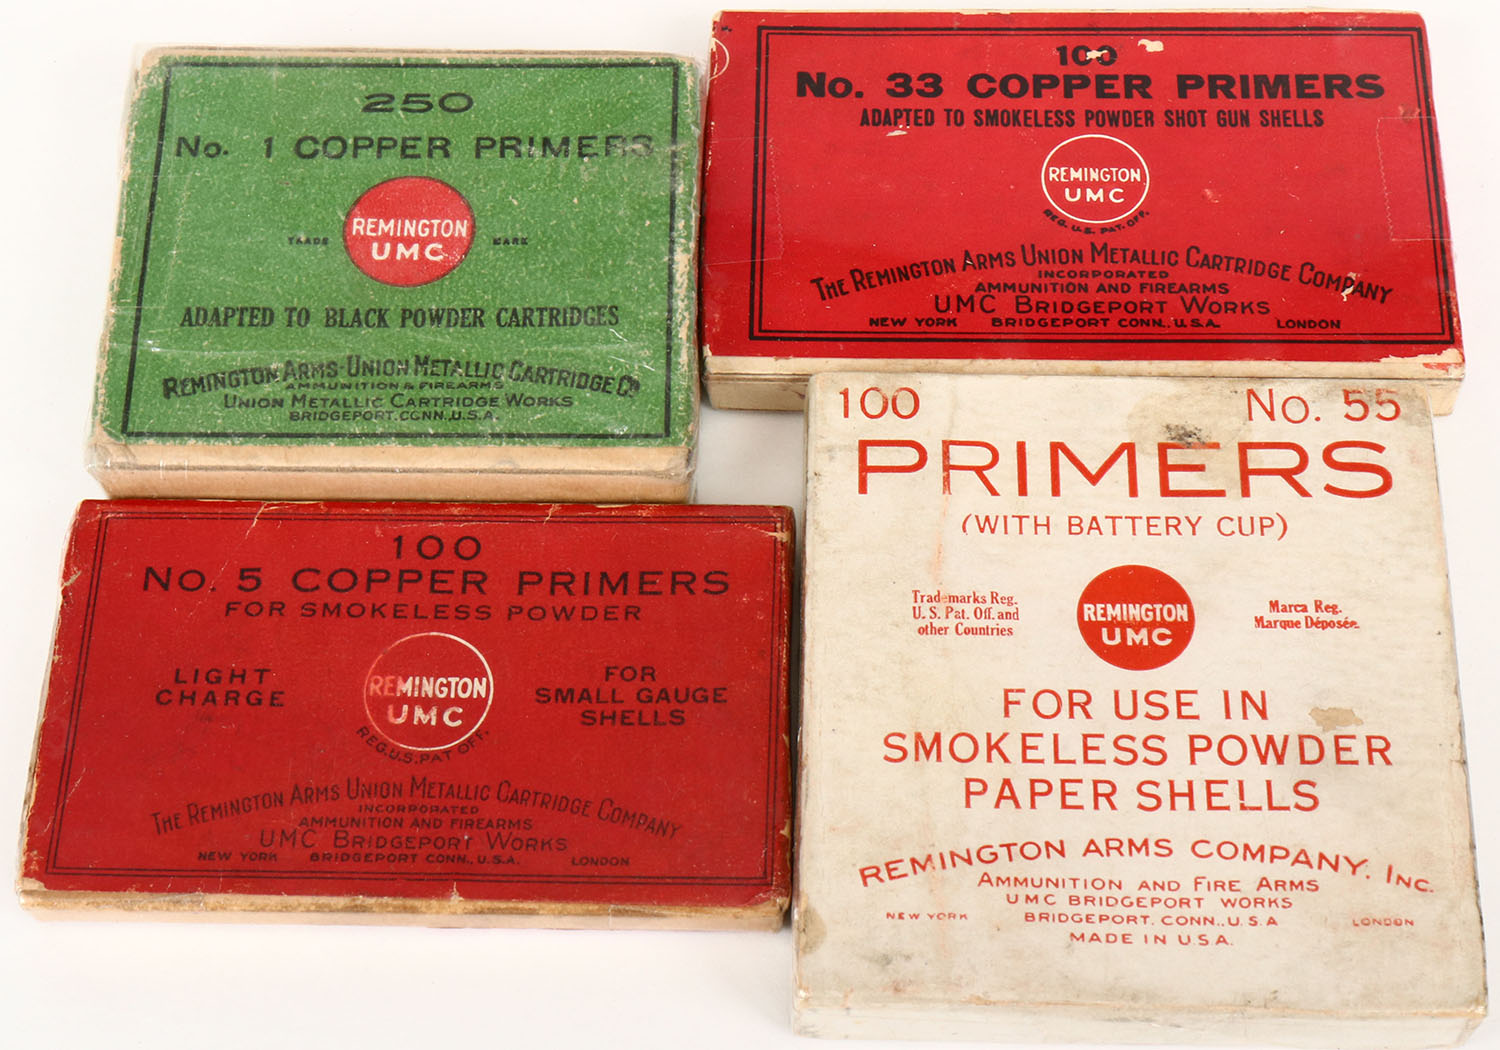 250
No. 1 COPPER PRIMERS
REMINGTON
UMC
TRADE MARK
ADAPTED TO BLACK POWDER CARTRIDGES
REMINGTON ARMS-UNION METALLIC CARTRIDGE CO.
AMMUNITION & FIREARMS
UNION METALLIC CARTRIDGE WORKS
BRIDGEPORT, CONN., U.S.A.
100
No. 33 COPPER PRIMERS
ADAPTED TO SMOKELESS POWDER SHOT GUN SHELLS
REMINGTON
UMC
REG. U.S. PAT. OFF.
THE REMINGTON ARMS UNION METALLIC CARTRIDGE COMPANY
INCORPORATED
AMMUNITION AND FIREARMS
UMC BRIDGEPORT WORKS
NEW YORK BRIDGEPORT CONN., U.S.A. LONDON
100
No. 5 COPPER PRIMERS
FOR SMOKELESS POWDER
LIGHT
CHARGE
REMINGTON
UMC
REG. U.S. PAT OFF.
FOR
SMALL GAUGE
SHELLS
THE REMINGTON ARMS UNION METALLIC CARTRIDGE COMPANY
INCORPORATED
AMMUNITION AND FIREARMS
UMC BRIDGEPORT WORKS
NEW YORK BRIDGEPORT CONN., U.S.A. LONDON
100 No. 55
PRIMERS
(WITH BATTERY CUP)
Trademarks Reg.
U. S. Pat. Off. and
other Countries
REMINGTON
UMC
Marca Reg.
Marque Déposée.
FOR USE IN
SMOKELESS POWDER
PAPER SHELLS
REMINGTON ARMS COMPANY, INC.
AMMUNITION AND FIRE ARMS
UMC BRIDGEPORT WORKS
NEW YORK BRIDGEPORT, CONN., U.S.A LONDON
MADE IN U.S.A.